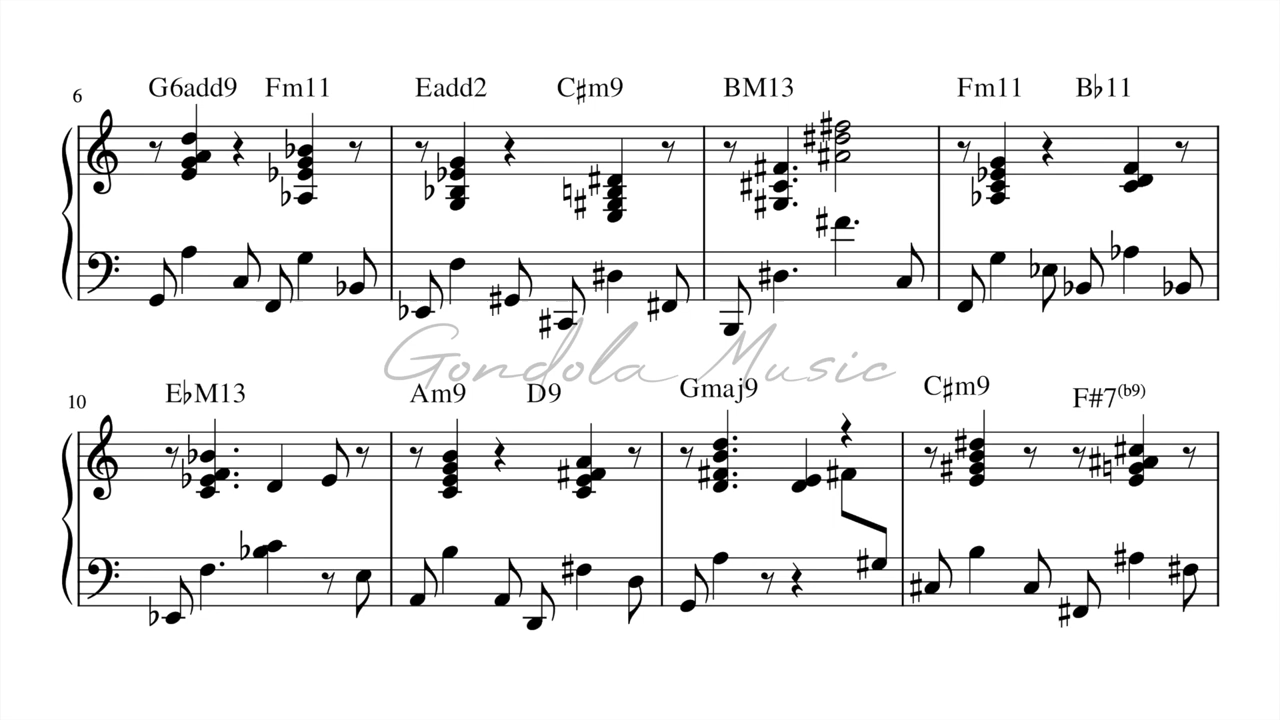 6 G6add9 Fm11 Eadd2 C♯m9 BM13 Fm11 B♭11
Gondola Music
10 E♭M13 Am9 D9 Gmaj9 C♯m9 F#7(b9)